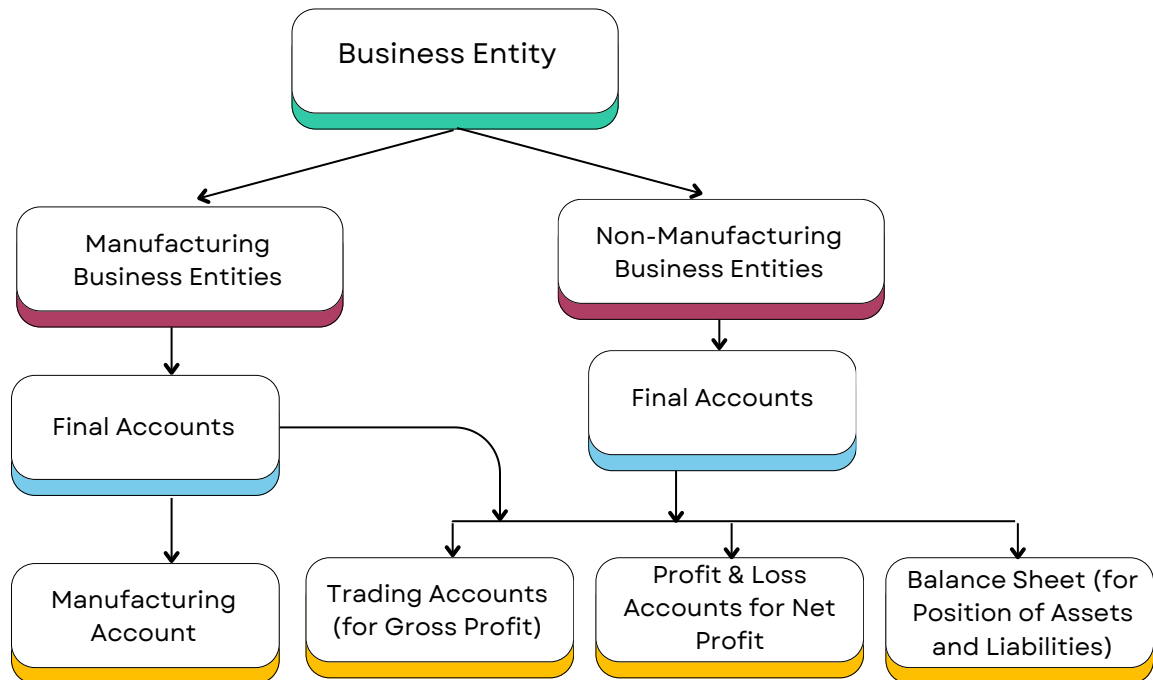 Business Entity
Manufacturing
Business Entities
Non-Manufacturing
Business Entities
Final Accounts
Final Accounts
Manufacturing
Account
Trading Accounts
(for Gross Profit)
Profit & Loss
Accounts for Net
Profit
Balance Sheet (for
Position of Assets
and Liabilities)